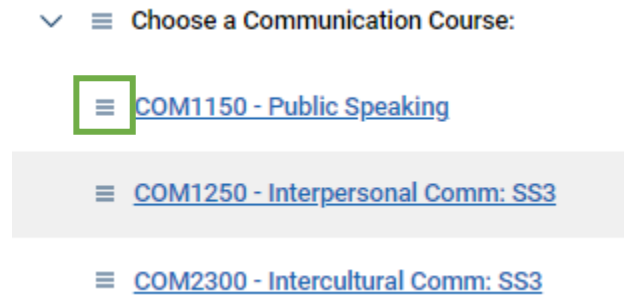 Choose a Communication Course:
COM1150 - Public Speaking
COM1250 - Interpersonal Comm: SS3
COM2300 - Intercultural Comm: SS3